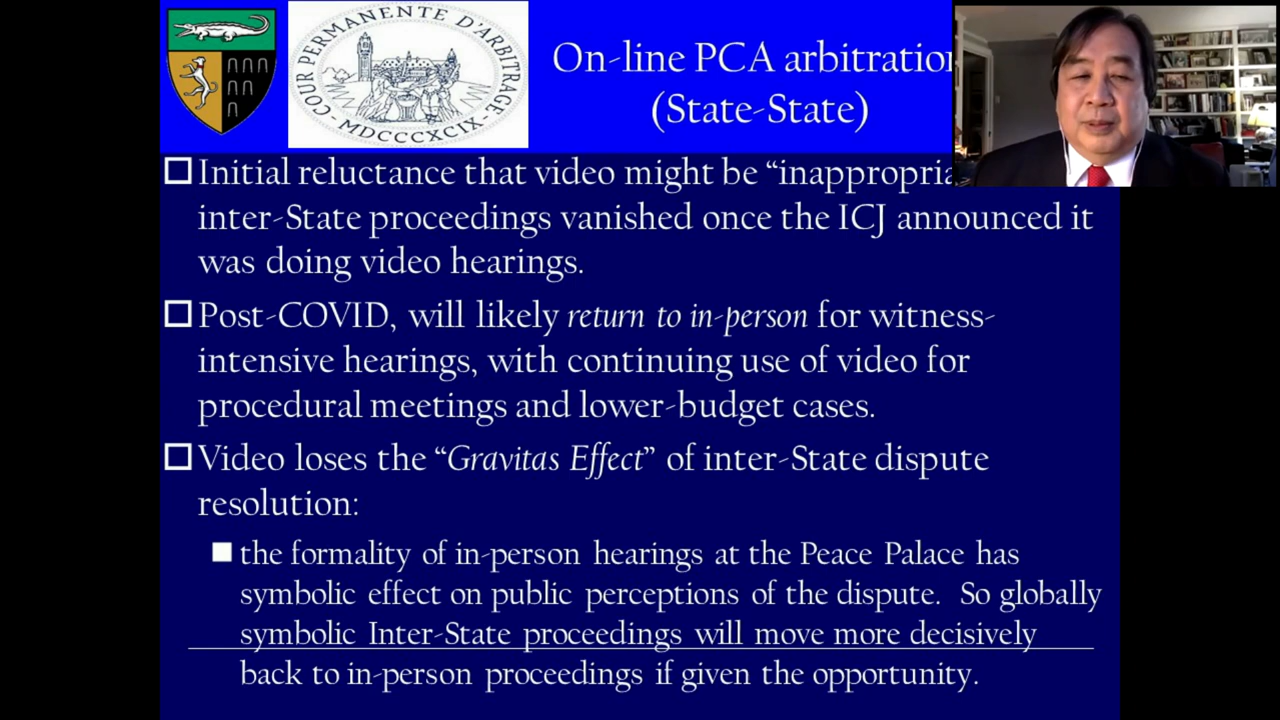 COUR PERMANENTE D'ARBITRAGE
MDCCCXCIX
On-line PCA arbitration
(State-State)
Initial reluctance that video might be “inappropria
inter-State proceedings vanished once the ICJ announced it
was doing video hearings.
Post-COVID, will likely return to in-person for witness-
intensive hearings, with continuing use of video for
procedural meetings and lower-budget cases.
Video loses the “Gravitas Effect” of inter-State dispute
resolution:
the formality of in-person hearings at the Peace Palace has
symbolic effect on public perceptions of the dispute. So globally
symbolic Inter-State proceedings will move more decisively
back to in-person proceedings if given the opportunity.